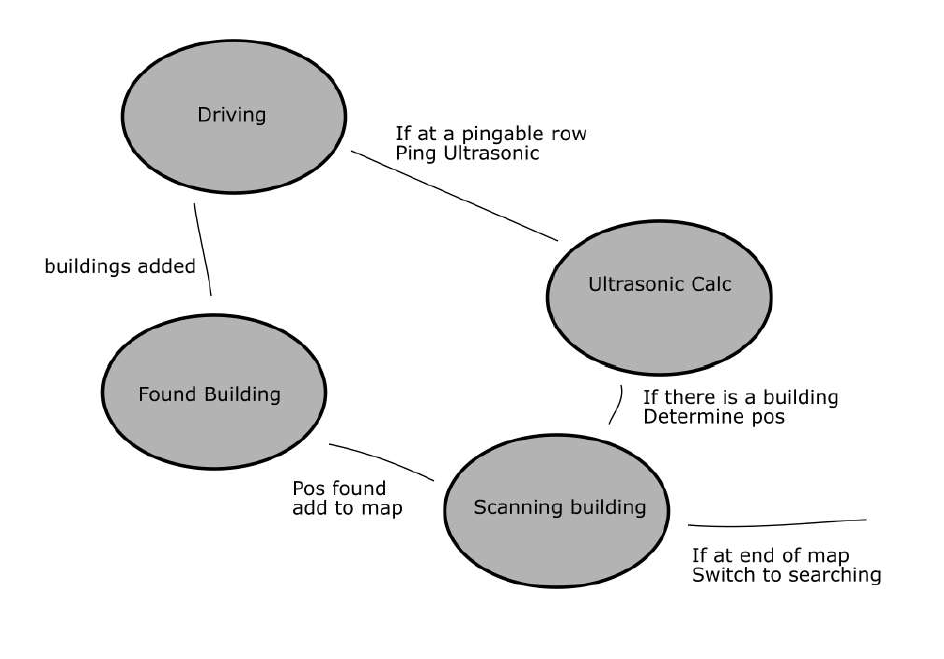 Driving
If at a pingable row
Ping Ultrasonic
buildings added
Ultrasonic Calc
Found Building
If there is a building
Determine pos
Pos found
add to map
Scanning building
If at end of map
Switch to searching